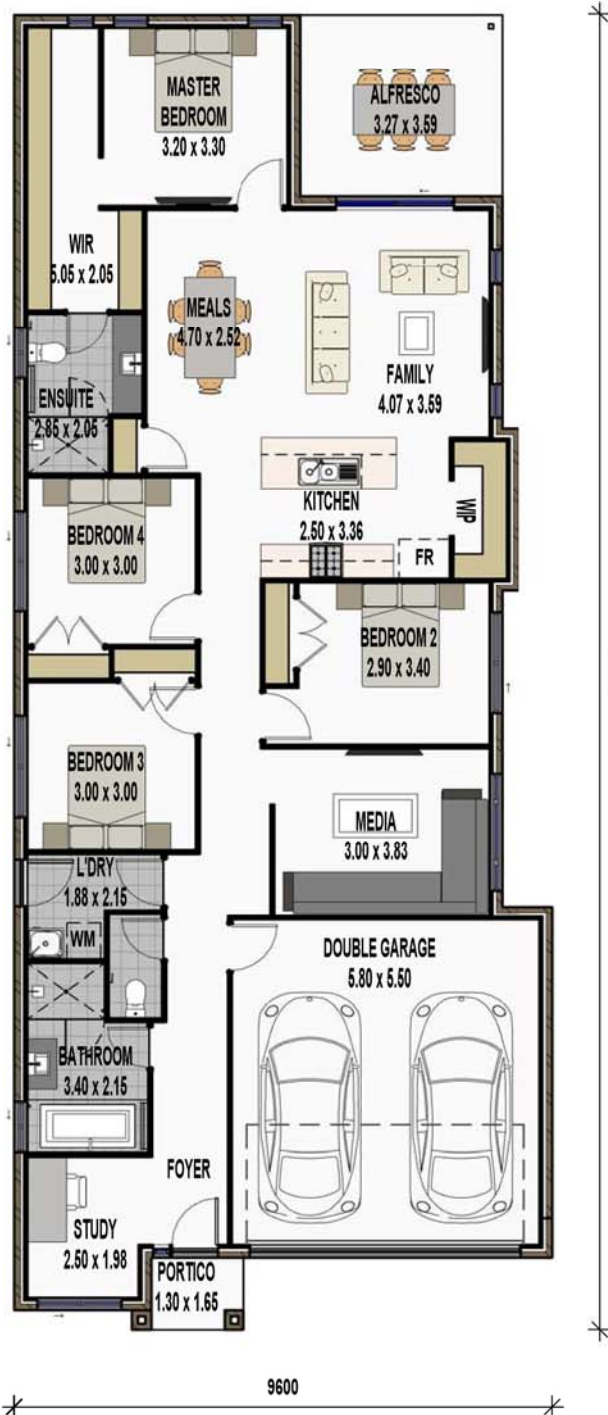 MASTER
BEDROOM
3.20 x 3.30
ALFRESCO
3.27 x 3.59
WIR
5.05 x 2.05
MEALS
4.70 x 2.52
FAMILY
4.07 x 3.59
ENSUITE
2.85 x 2.05
KITCHEN
2.50 x 3.36
WIP
FR
BEDROOM 4
3.00 x 3.00
BEDROOM 2
2.90 x 3.40
BEDROOM 3
3.00 x 3.00
MEDIA
3.00 x 3.83
L'DRY
1.88 x 2.15
WM
DOUBLE GARAGE
5.80 x 5.50
BATHROOM
3.40 x 2.15
FOYER
STUDY
2.50 x 1.98
PORTICO
1.30 x 1.65
9600